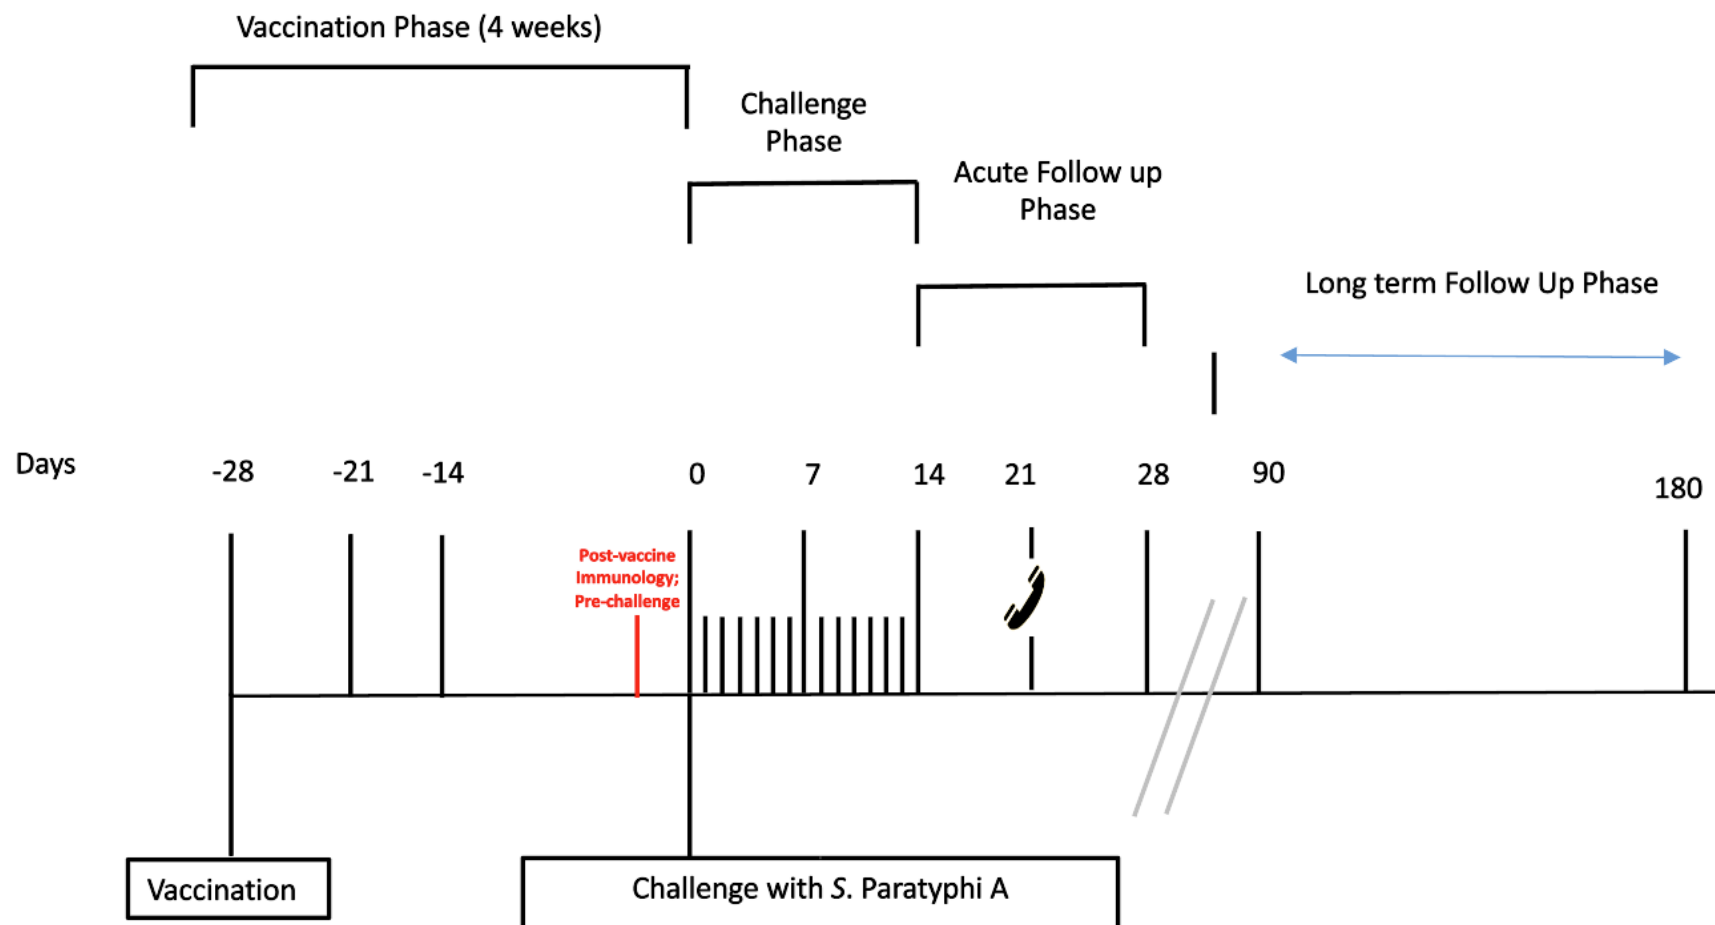 Vaccination Phase (4 weeks)
Challenge
Phase
Acute Follow up
Phase
Long term Follow Up Phase
Days
-28
-21
-14
0
7
14
21
28
90
180
Post-vaccine
Immunology;
Pre-challenge
Vaccination
Challenge with S. Paratyphi A